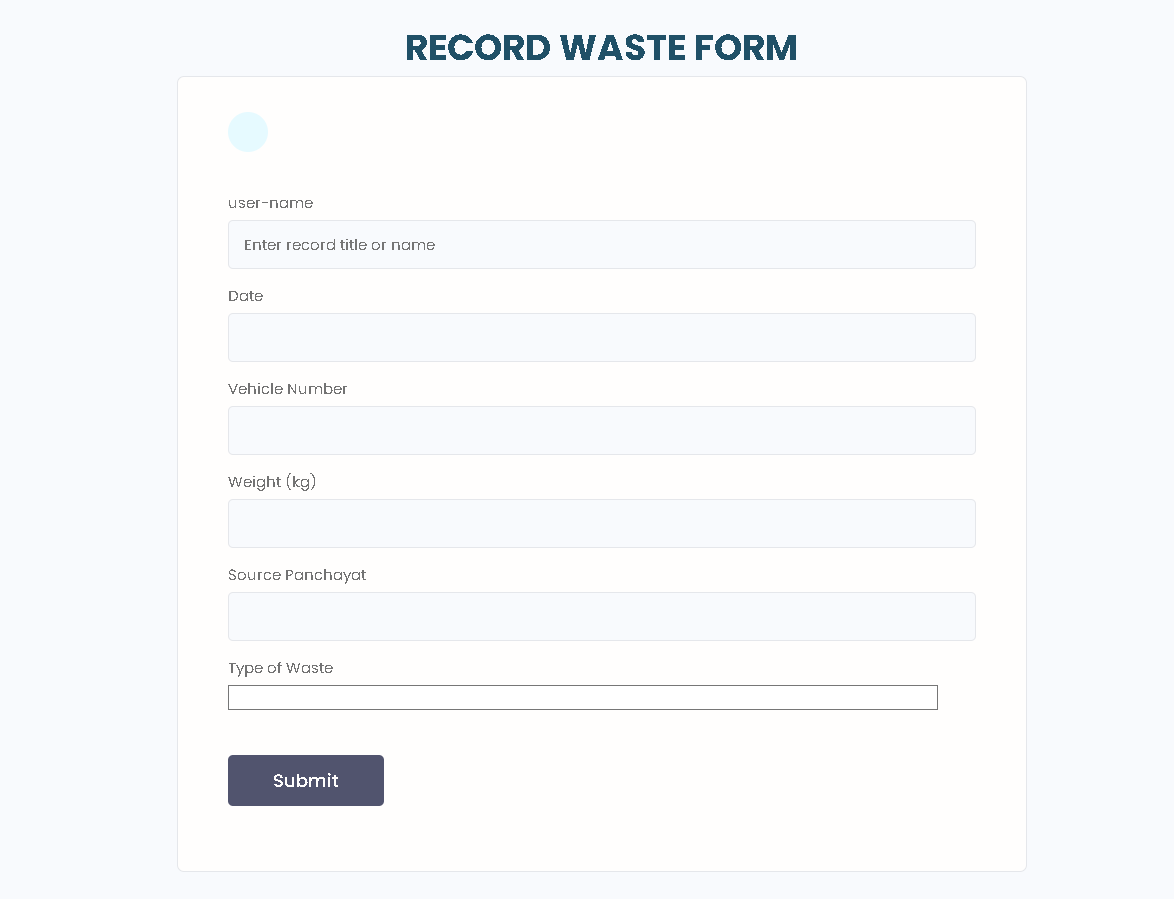 RECORD WASTE FORM
user-name
Enter record title or name
Date
Vehicle Number
Weight (kg)
Source Panchayat
Type of Waste
Submit